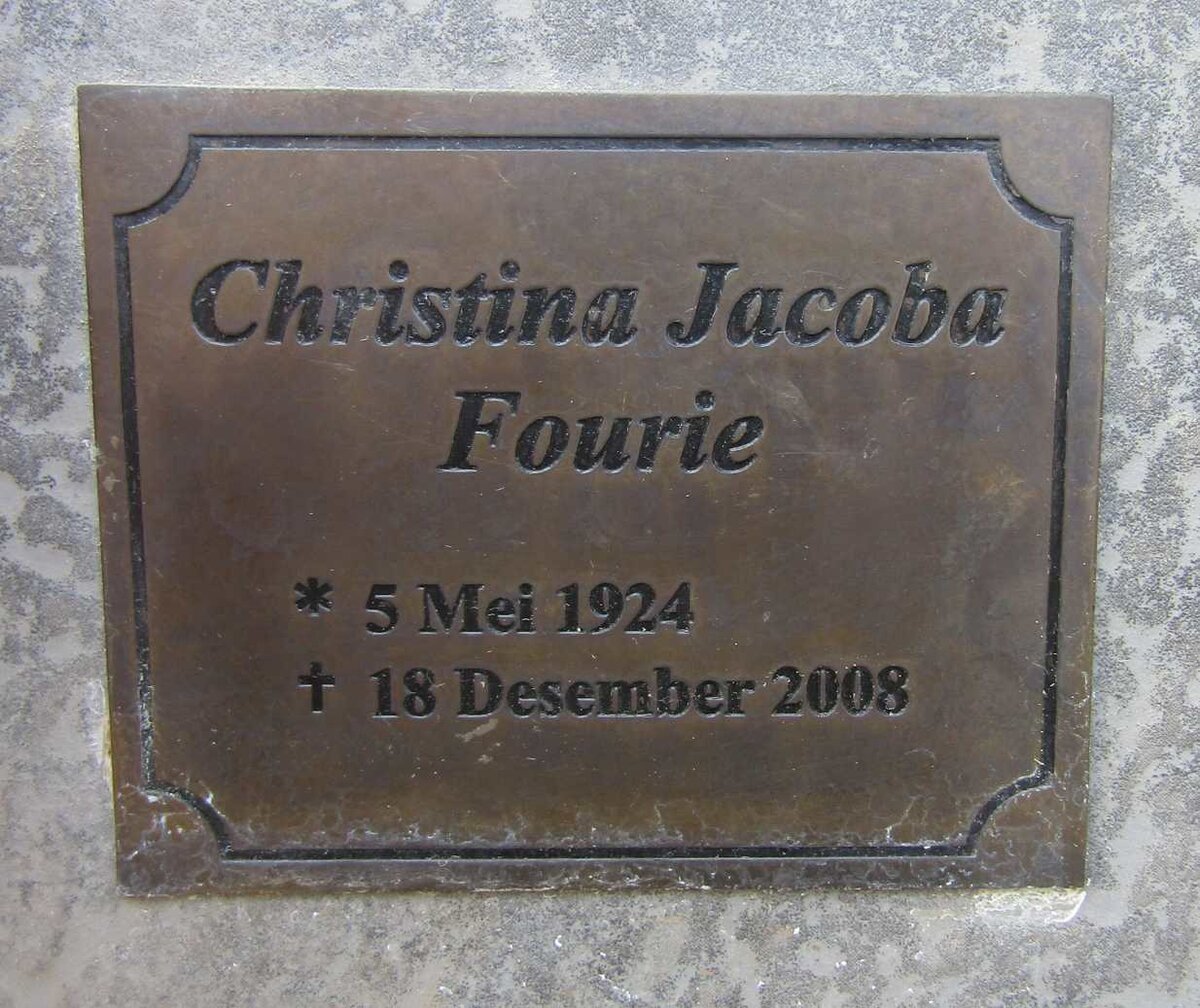 Christina Jacoba
Fourie
* 5 Mei 1924
† 18 Desember 2008